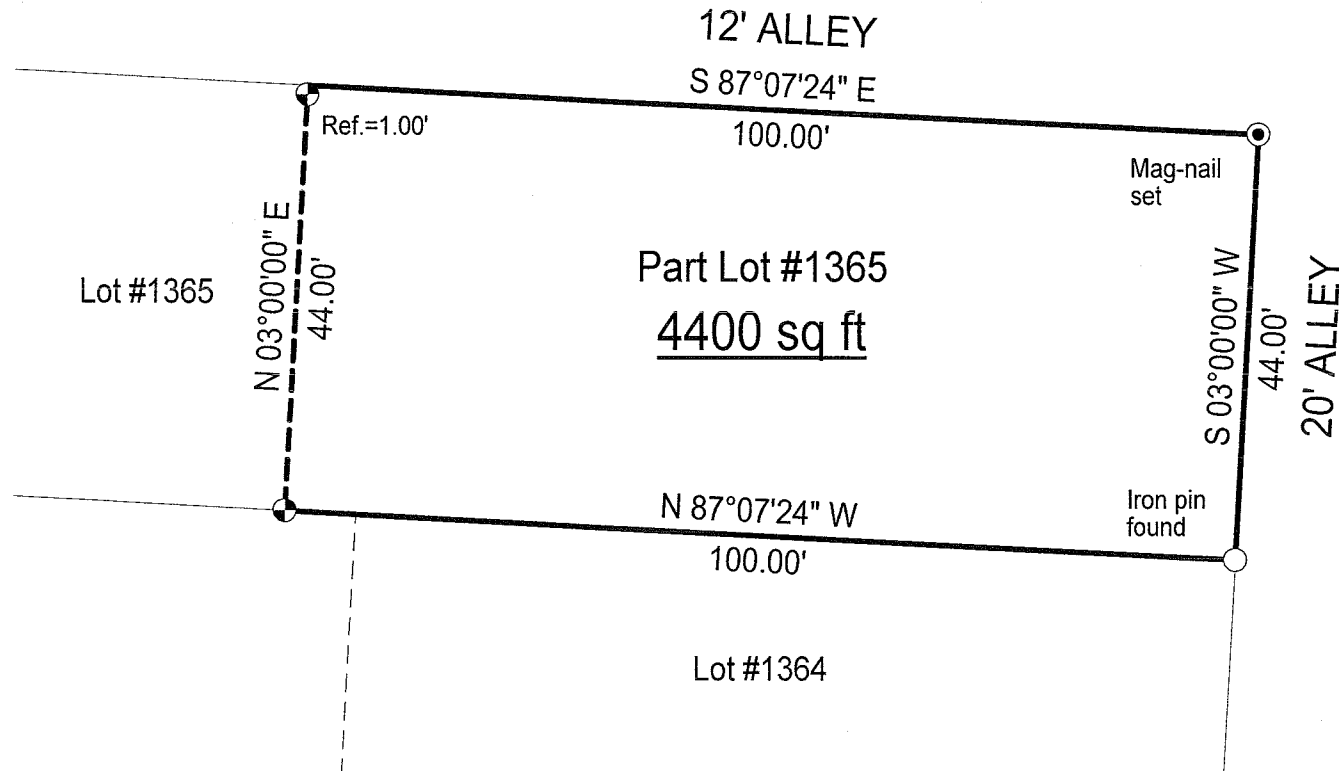 12' ALLEY
S 87°07'24" E
100.00'
Ref.=1.00'
Mag-nail
set
Lot #1365
N 03°00'00" E
44.00'
Part Lot #1365
4400 sq ft
S 03°00'00" W
44.00'
20' ALLEY
N 87°07'24" W
100.00'
Iron pin
found
Lot #1364